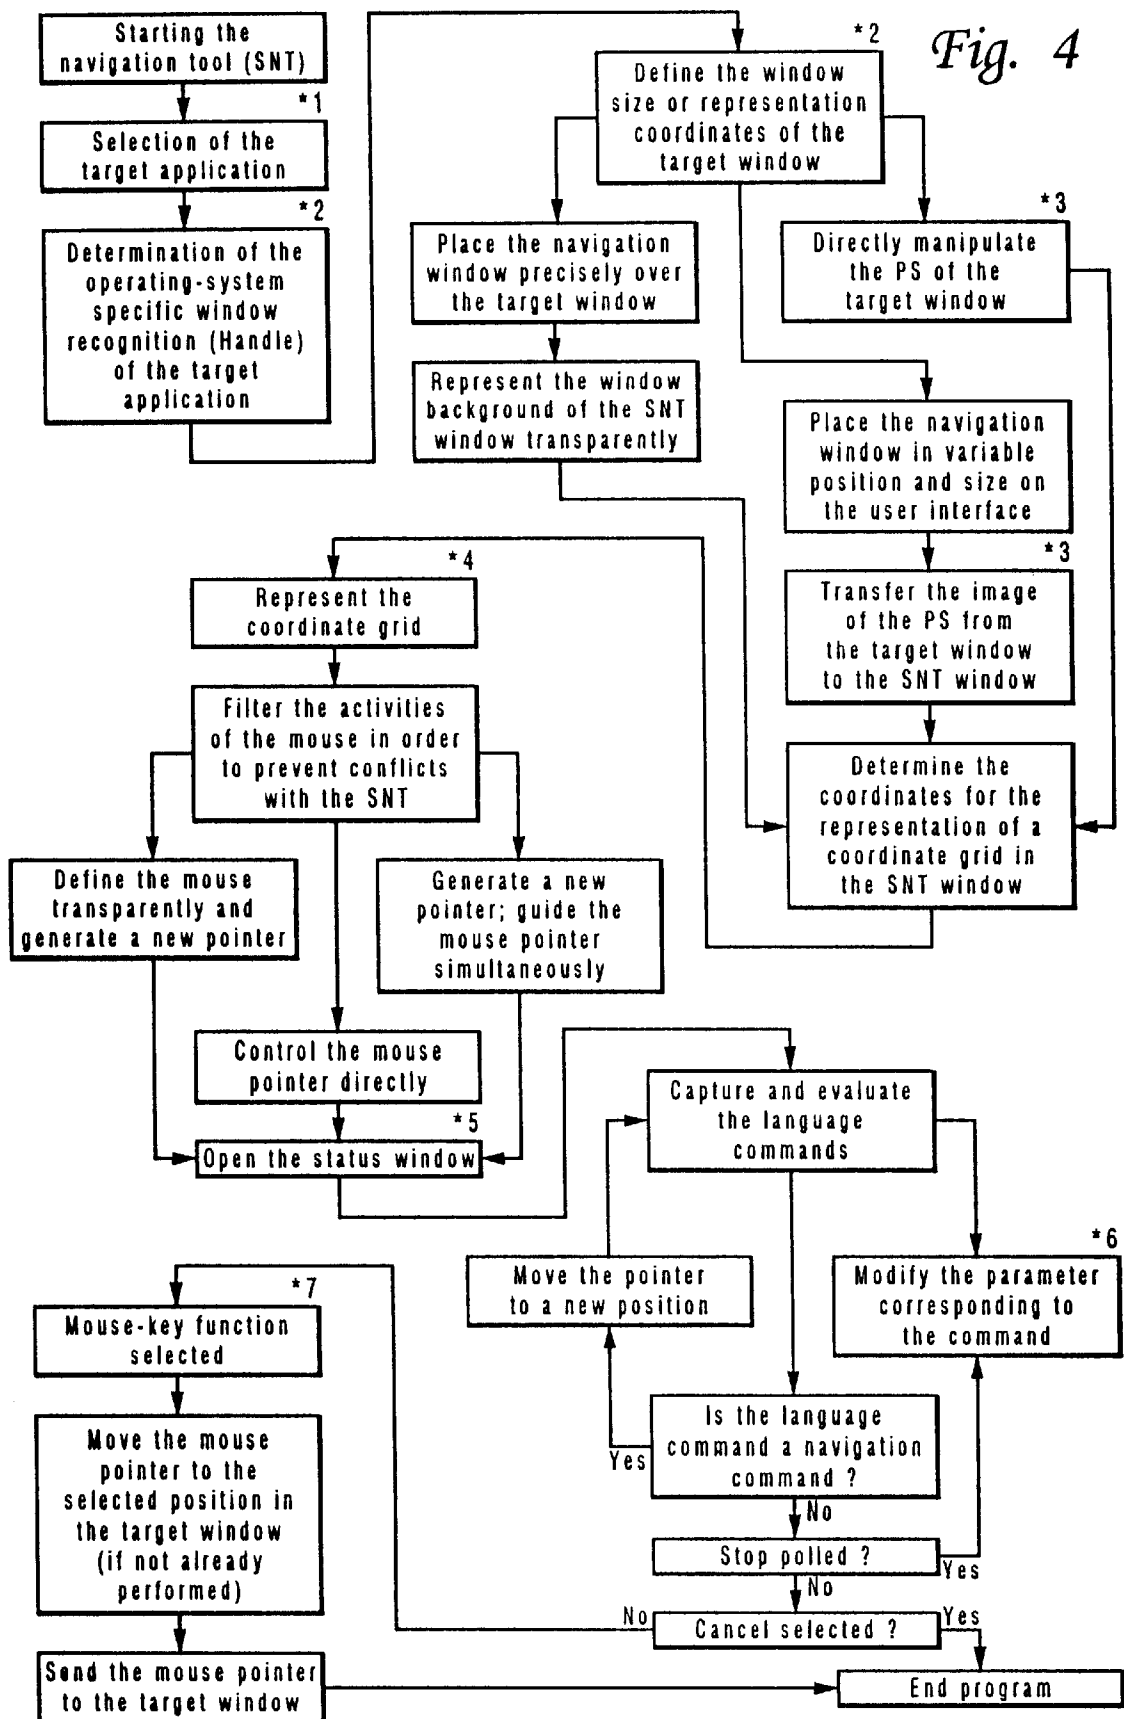 Fig. 4
Starting the
navigation tool (SNT)
*1
Selection of the
target application
*2
Determination of the
operating-system
specific window
recognition (Handle)
of the target
application
*2
Define the window
size or representation
coordinates of the
target window
Place the navigation
window precisely over
the target window
Represent the window
background of the SNT
window transparently
*3
Directly manipulate
the PS of the
target window
Place the navigation
window in variable
position and size on
the user interface
*3
Transfer the image
of the PS from
the target window
to the SNT window
Determine the
coordinates for the
representation of a
coordinate grid in
the SNT window
*4
Represent the
coordinate grid
Filter the activities
of the mouse in order
to prevent conflicts
with the SNT
Define the mouse
transparently and
generate a new pointer
Generate a new
pointer; guide the
mouse pointer
simultaneously
Control the mouse
pointer directly
*5
Open the status window
Capture and evaluate
the language
commands
Move the pointer
to a new position
*6
Modify the parameter
corresponding to
the command
Is the language
command a navigation
command ?
Yes
No
Stop polled ?
Yes
No
Cancel selected ?
No
Yes
*7
Mouse-key function
selected
Move the mouse
pointer to the
selected position in
the target window
(if not already
performed)
Send the mouse pointer
to the target window
End program